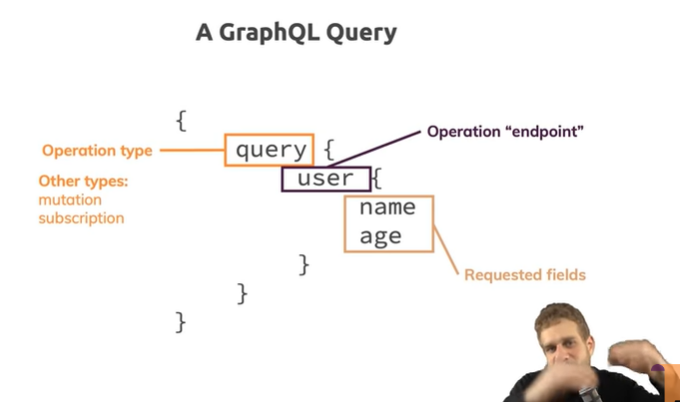 A GraphQL Query
{
Operation "endpoint"
Operation type
query {
Other types:
user {
mutation
name
subscription
age
}
Requested fields
}
}